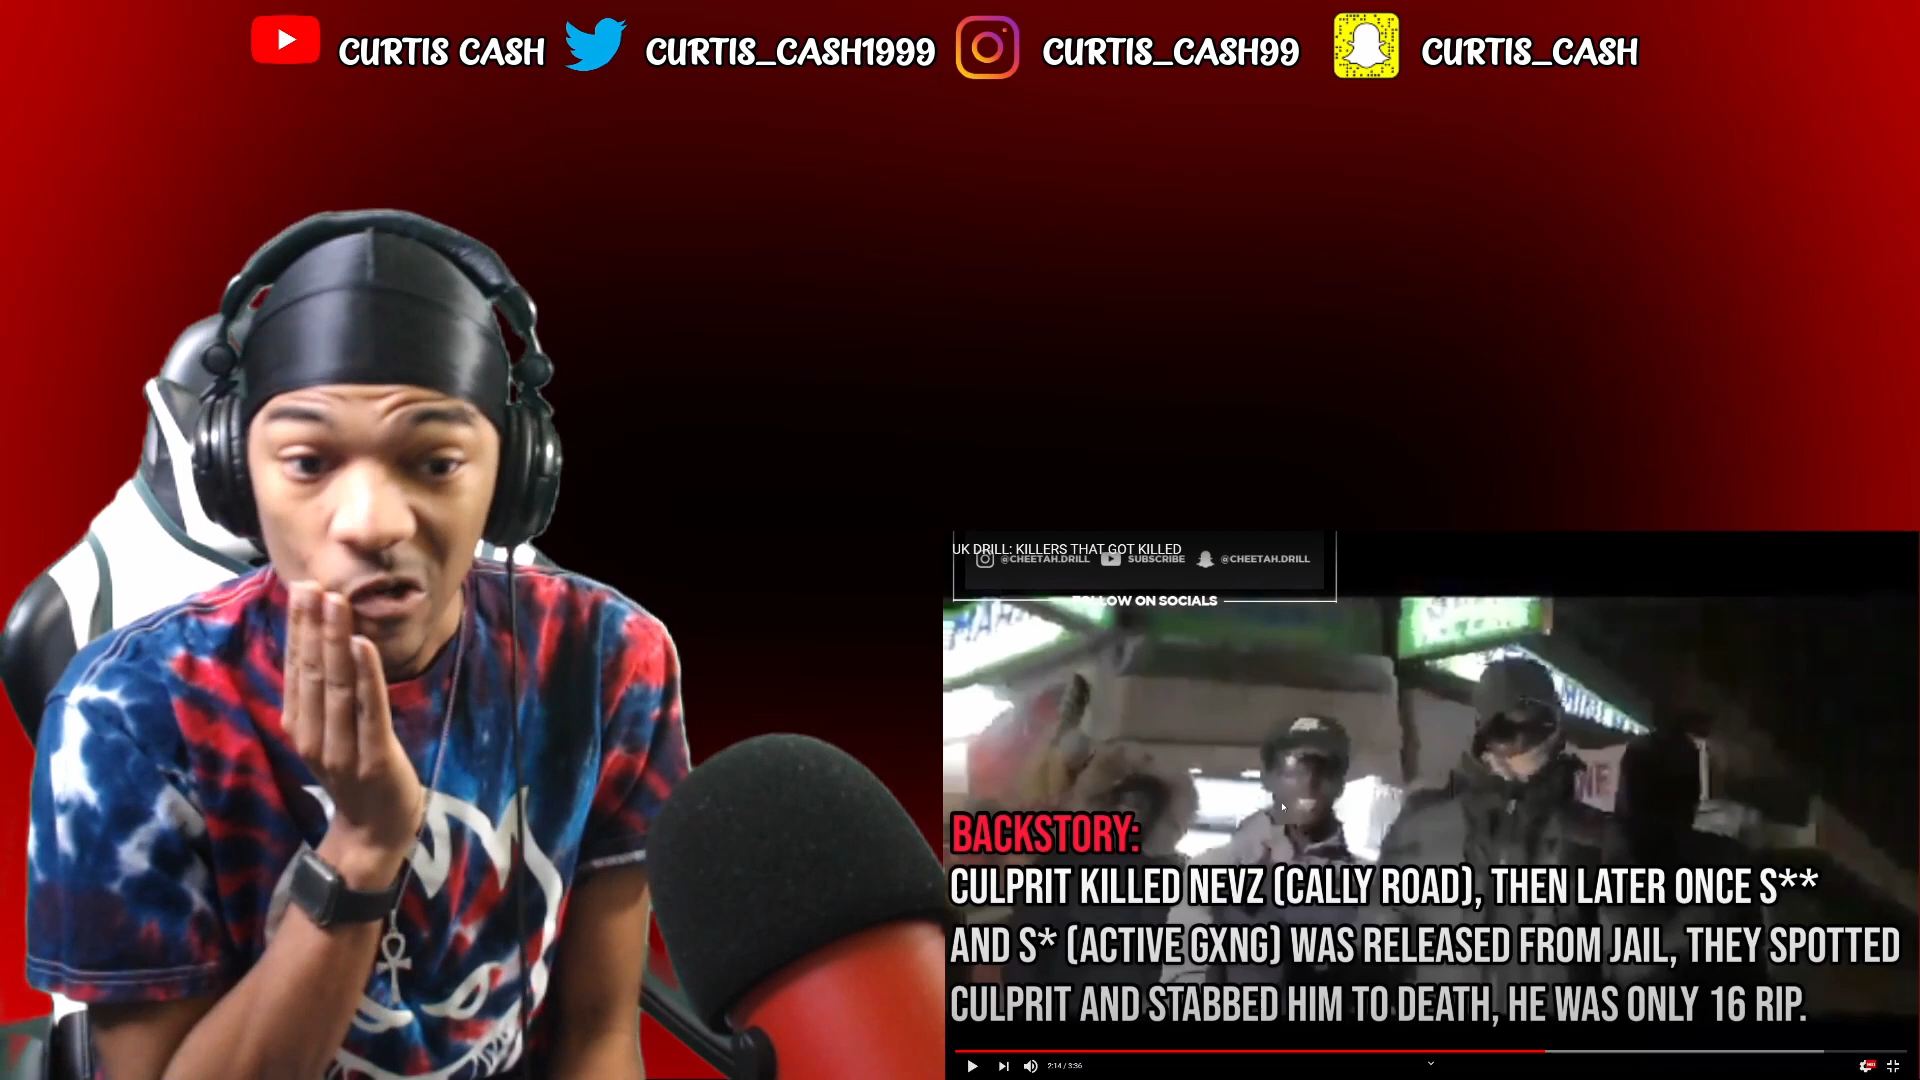 CURTIS CASH CURTIS_CASH1999 CURTIS_CASH99 CURTIS_CASH
UK DRILL: KILLERS THAT GOT KILLED
@CHEETAH.DRILL SUBSCRIBE @CHEETAH.DRILL
FOLLOW ON SOCIALS
BACKSTORY:
CULPRIT KILLED NEVZ (CALLY ROAD), THEN LATER ONCE S**
AND S* (ACTIVE GXNG) WAS RELEASED FROM JAIL, THEY SPOTTED
CULPRIT AND STABBED HIM TO DEATH, HE WAS ONLY 16 RIP.
2:14 / 3:36